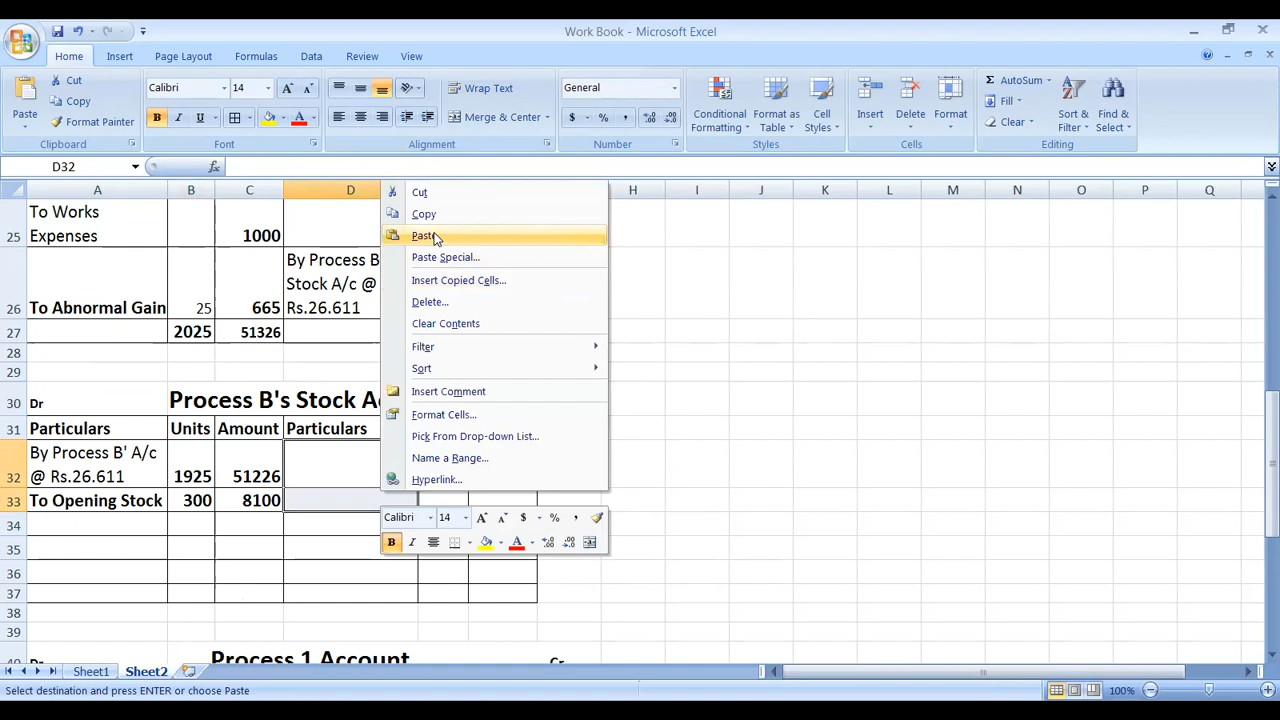 Work Book - Microsoft Excel
Home Insert Page Layout Formulas Data Review View
Paste Cut Copy Format Painter Clipboard
Calibri B I U A Font
Wrap Text Merge & Center Alignment
General $ % , Number
Conditional Formatting Format as Table Cell Styles Styles
Insert Delete Format Cells
AutoSum Fill Clear Sort & Filter Find & Select Editing
D32 fx
A B C D H I J K L M N O P Q
25 To Works Expenses 1000
By Process B
Stock A/c @
26 To Abnormal Gain 25 665 Rs.26.611
27 2025 51326
28
29
30 Dr Process B's Stock A
31 Particulars Units Amount Particulars
By Process B' A/c
32 @ Rs.26.611 1925 51226
33 To Opening Stock 300 8100
34
35
36
37
38
39
Dr Process 1 Account Cr
Cut
Copy
Paste
Paste Special...
Insert Copied Cells...
Delete...
Clear Contents
Filter
Sort
Insert Comment
Format Cells...
Pick From Drop-down List...
Name a Range...
Hyperlink...
Calibri 14 A A $ % ,
B I A
Sheet1 Sheet2
Select destination and press ENTER or choose Paste 100%